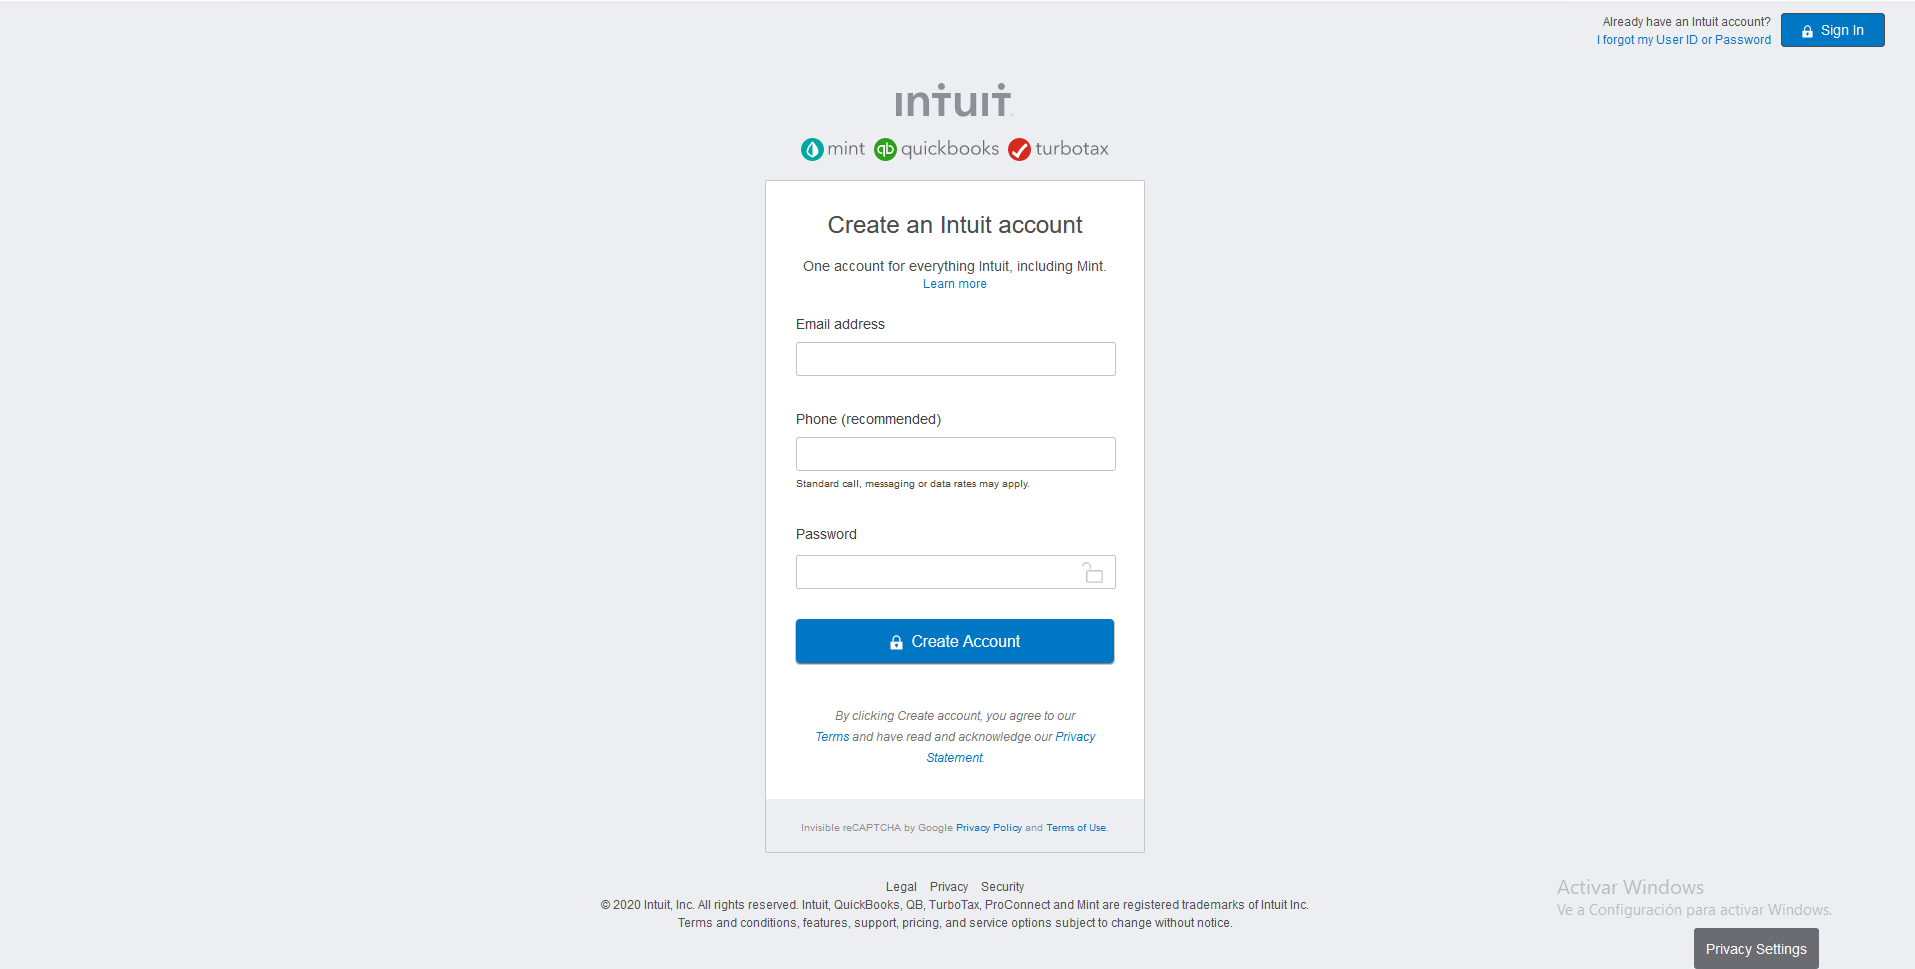 Already have an Intuit account?
I forgot my User ID or Password
Sign In
intuit
mint quickbooks turbotax
Create an Intuit account
One account for everything Intuit, including Mint.
Learn more
Email address
Phone (recommended)
Standard call, messaging or data rates may apply.
Password
Create Account
By clicking Create account, you agree to our
Terms and have read and acknowledge our Privacy
Statement.
Invisible reCAPTCHA by Google Privacy Policy and Terms of Use.
Legal Privacy Security
© 2020 Intuit, Inc. All rights reserved. Intuit, QuickBooks, QB, TurboTax, ProConnect and Mint are registered trademarks of Intuit Inc.
Terms and conditions, features, support, pricing, and service options subject to change without notice.
Activar Windows
Ve a Configuración para activar Windows.
Privacy Settings